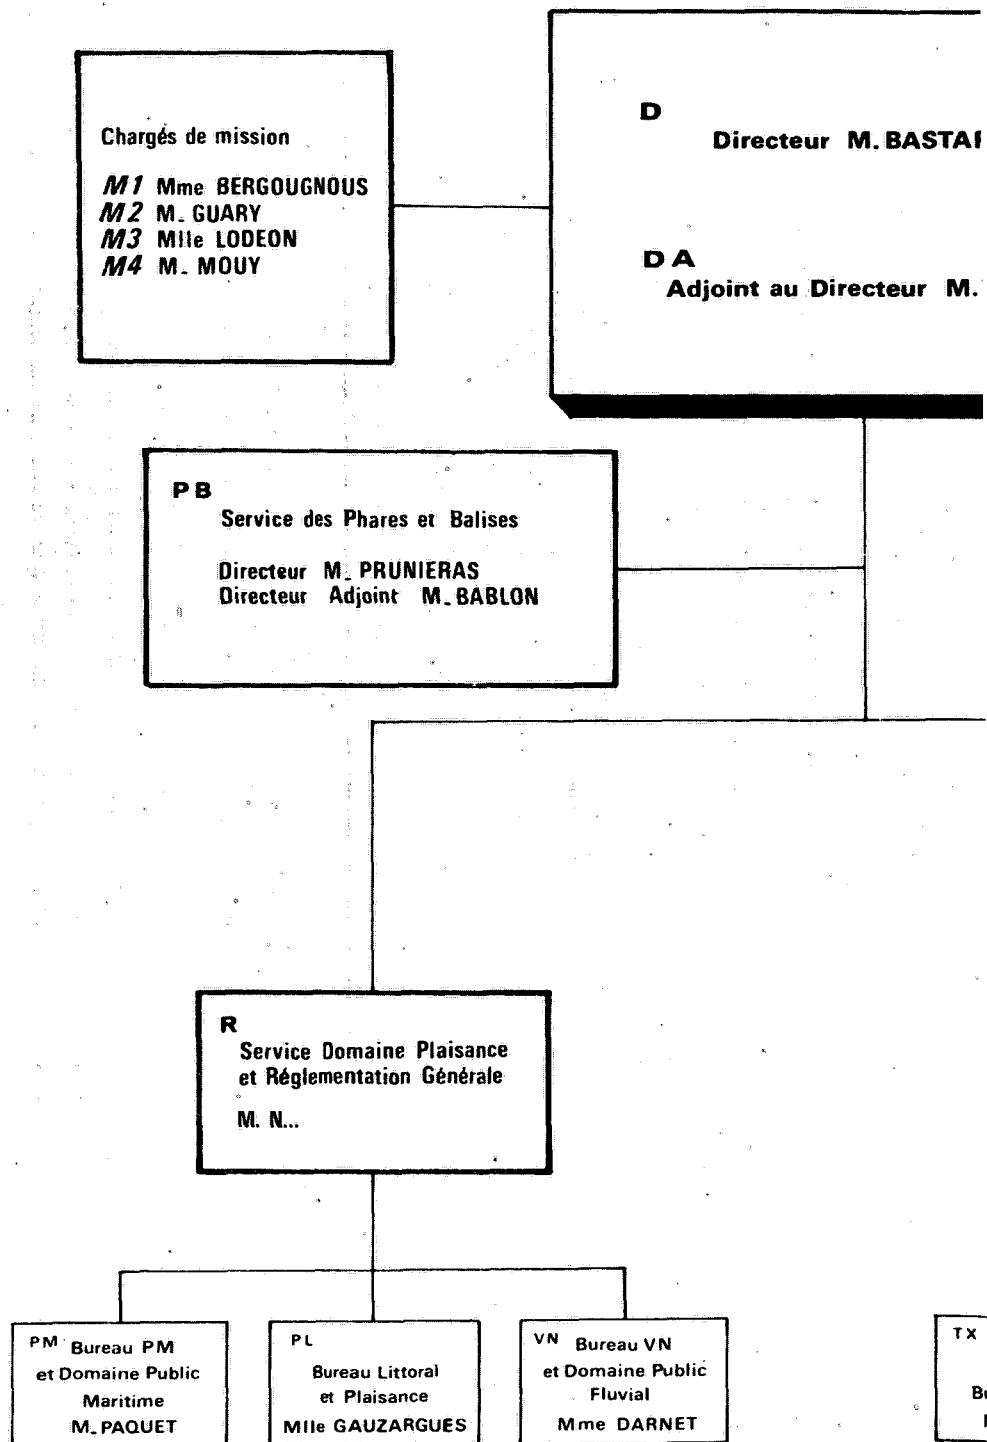 Chargés de mission
M1 Mme BERGOUGNOUS
M2 M. GUARY
M3 Mlle LODEON
M4 M. MOUY
D
Directeur M. BASTA
D A
Adjoint au Directeur M.
P B
Service des Phares et Balises
Directeur M. PRUNIERAS
Directeur Adjoint M. BABLON
R
Service Domaine Plaisance
et Réglementation Générale
M. N...
PM Bureau PM
et Domaine Public
Maritime
M. PAQUET
PL
Bureau Littoral
et Plaisance
Mlle GAUZARGUES
VN Bureau VN
et Domaine Public
Fluvial
Mme DARNET
TX